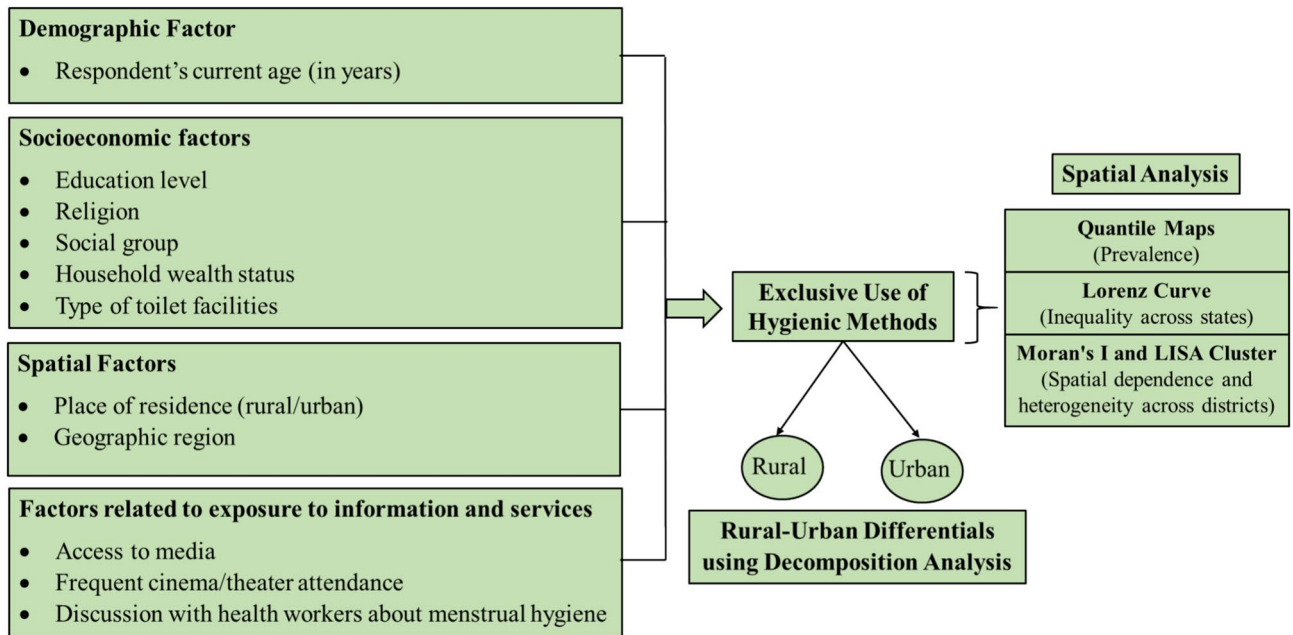 Demographic Factor
• Respondent’s current age (in years)
Socioeconomic factors
• Education level
• Religion
• Social group
• Household wealth status
• Type of toilet facilities
Spatial Factors
• Place of residence (rural/urban)
• Geographic region
Factors related to exposure to information and services
• Access to media
• Frequent cinema/theater attendance
• Discussion with health workers about menstrual hygiene
Exclusive Use of
Hygienic Methods
Rural
Urban
Rural-Urban Differentials
using Decomposition Analysis
Spatial Analysis
Quantile Maps
(Prevalence)
Lorenz Curve
(Inequality across states)
Moran's I and LISA Cluster
(Spatial dependence and
heterogeneity across districts)